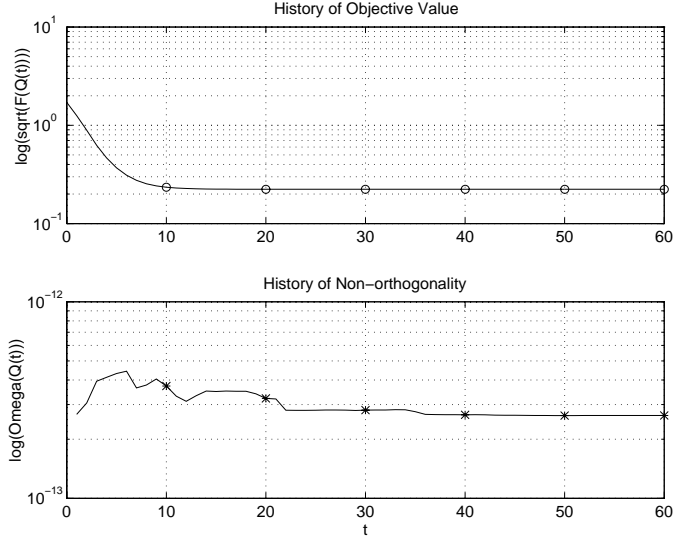 History of Objective Value
10^1
10^0
10^−1
log(sqrt(F(Q(t))))
0 10 20 30 40 50 60
History of Non−orthogonality
10^−12
10^−13
log(Omega(Q(t)))
0 10 20 30 40 50 60
t